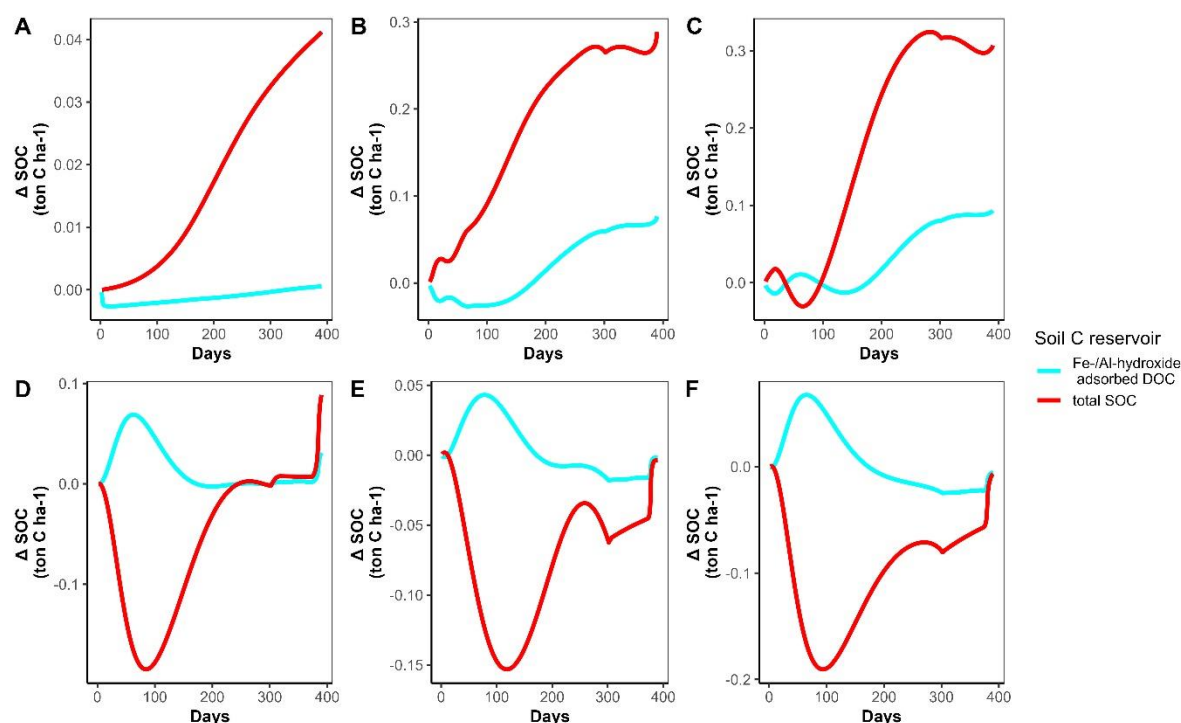 A
Δ SOC
(ton C ha-1)
0.04
0.03
0.02
0.01
0.00
0
100
200
300
400
Days
B
Δ SOC
(ton C ha-1)
0.3
0.2
0.1
0.0
0
100
200
300
400
Days
C
Δ SOC
(ton C ha-1)
0.3
0.2
0.1
0.0
0
100
200
300
400
Days
D
Δ SOC
(ton C ha-1)
0.1
0.0
-0.1
0
100
200
300
400
Days
E
Δ SOC
(ton C ha-1)
0.05
0.00
-0.05
-0.10
-0.15
0
100
200
300
400
Days
F
Δ SOC
(ton C ha-1)
0.0
-0.1
-0.2
0
100
200
300
400
Days
Soil C reservoir
Fe-/Al-hydroxide
adsorbed DOC
total SOC